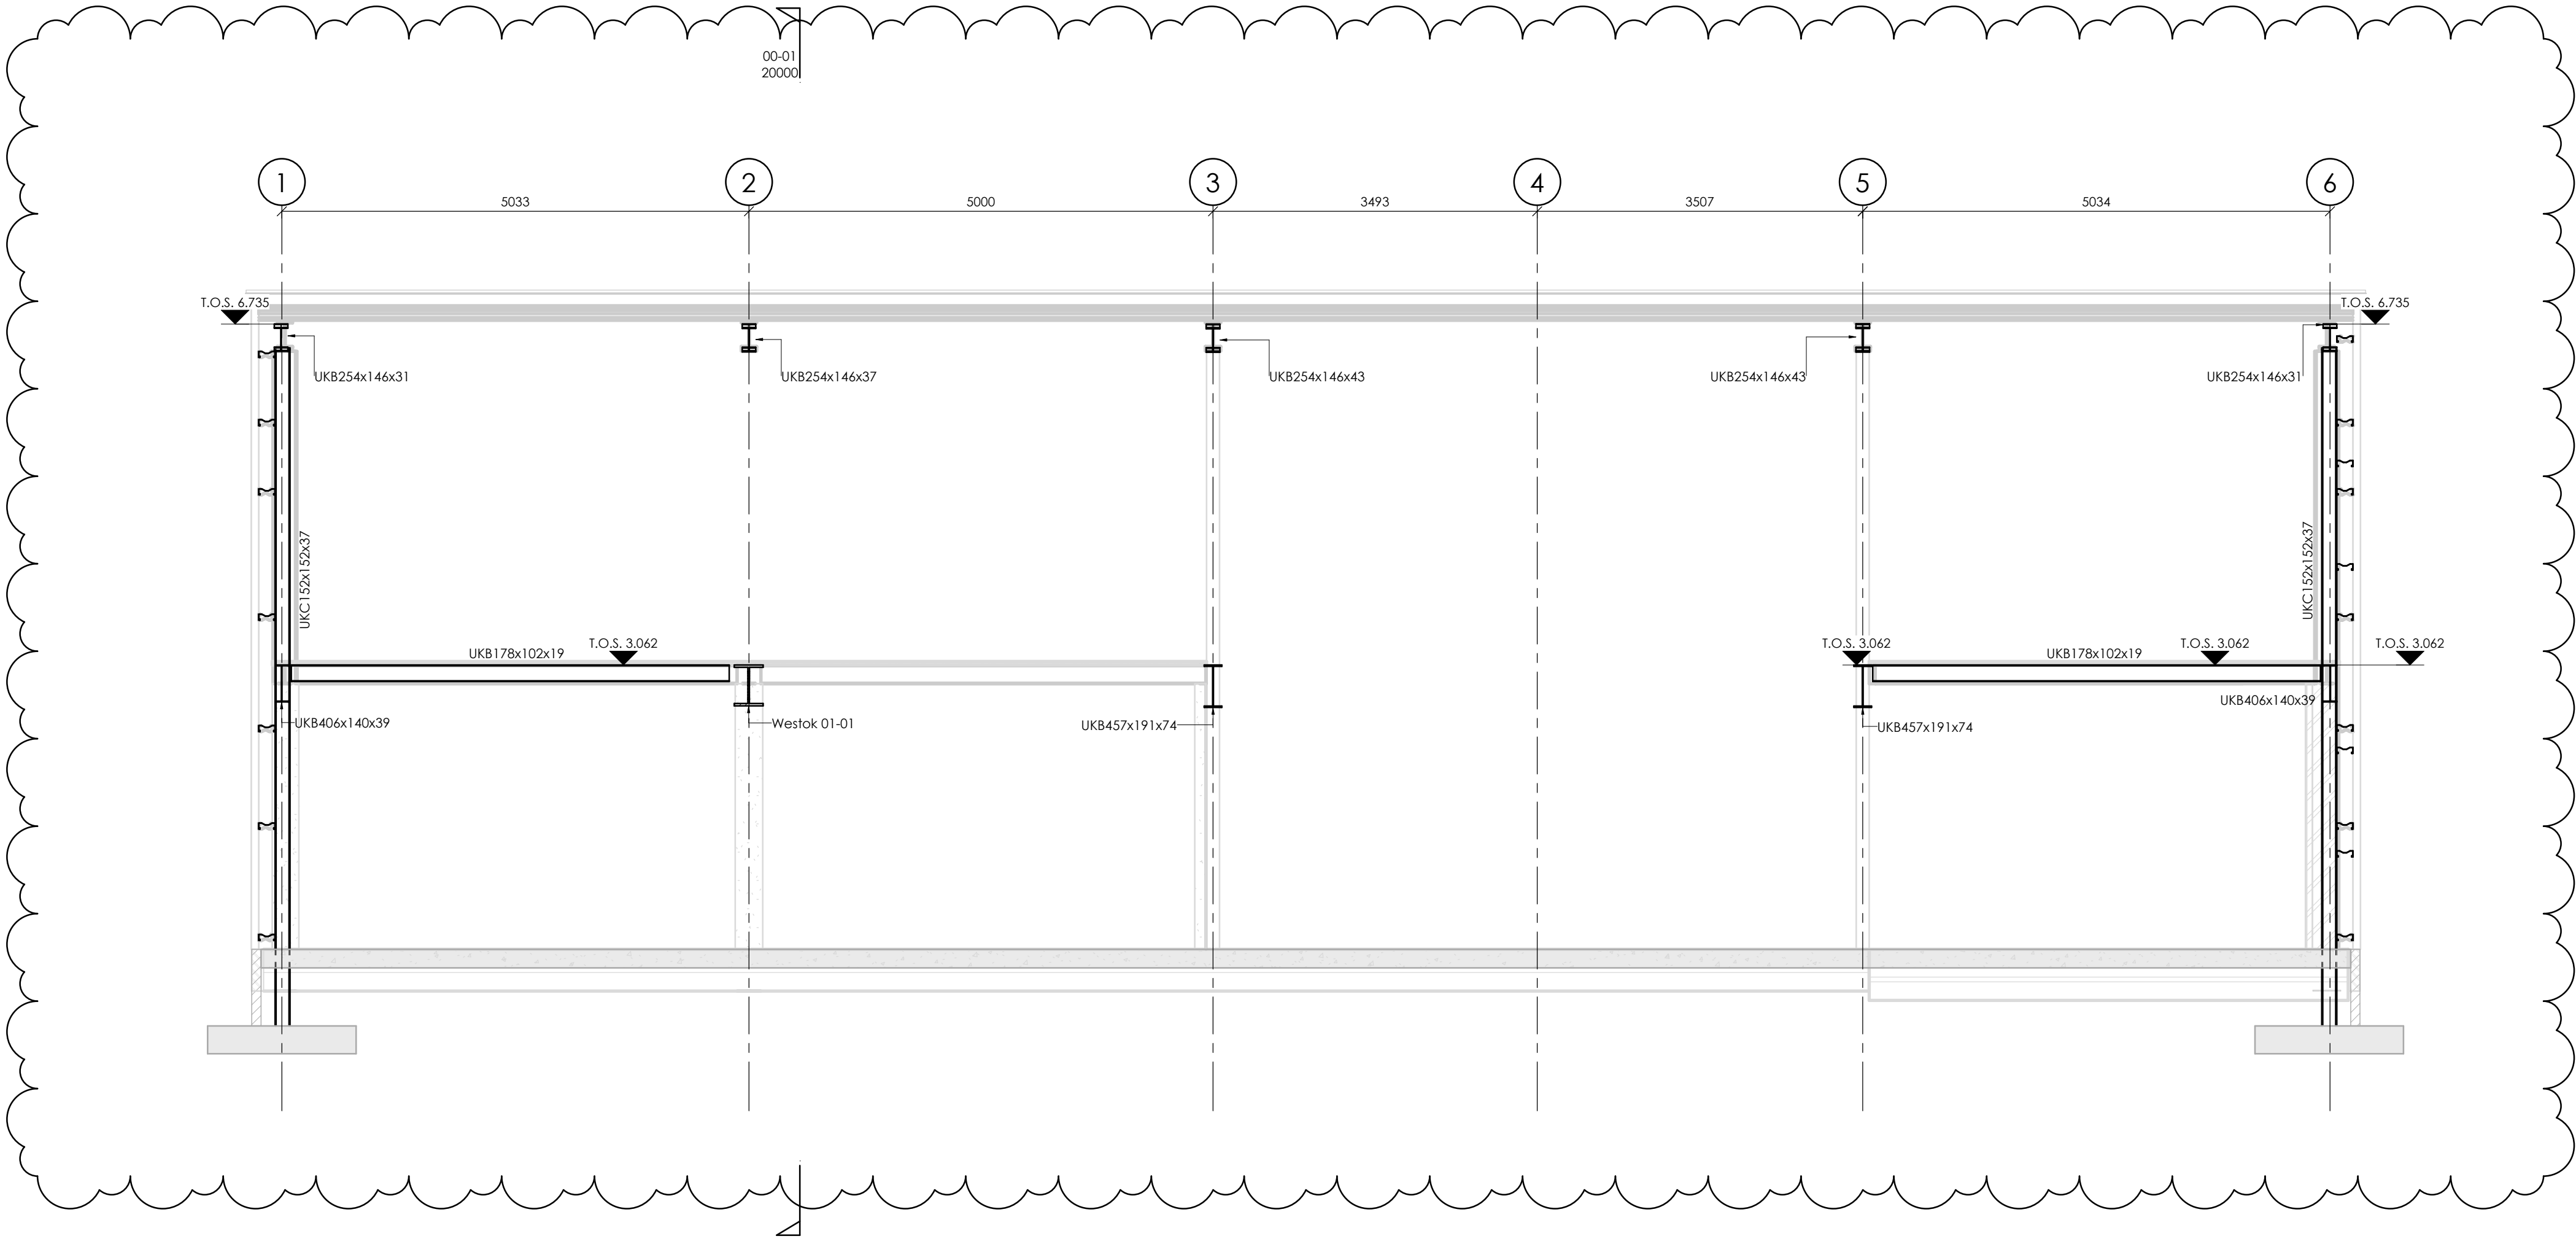 00-01
20000
1 2 3 4 5 6
5033 5000 3493 3507 5034
T.O.S. 6.735 T.O.S. 6.735
UKB254x146x31 UKB254x146x37 UKB254x146x43 UKB254x146x43 UKB254x146x31
UKC152x152x37 UKC152x152x37
T.O.S. 3.062 T.O.S. 3.062 T.O.S. 3.062 T.O.S. 3.062
UKB178x102x19 UKB178x102x19
UKB406x140x39 Westok 01-01 UKB457x191x74 UKB457x191x74 UKB406x140x39